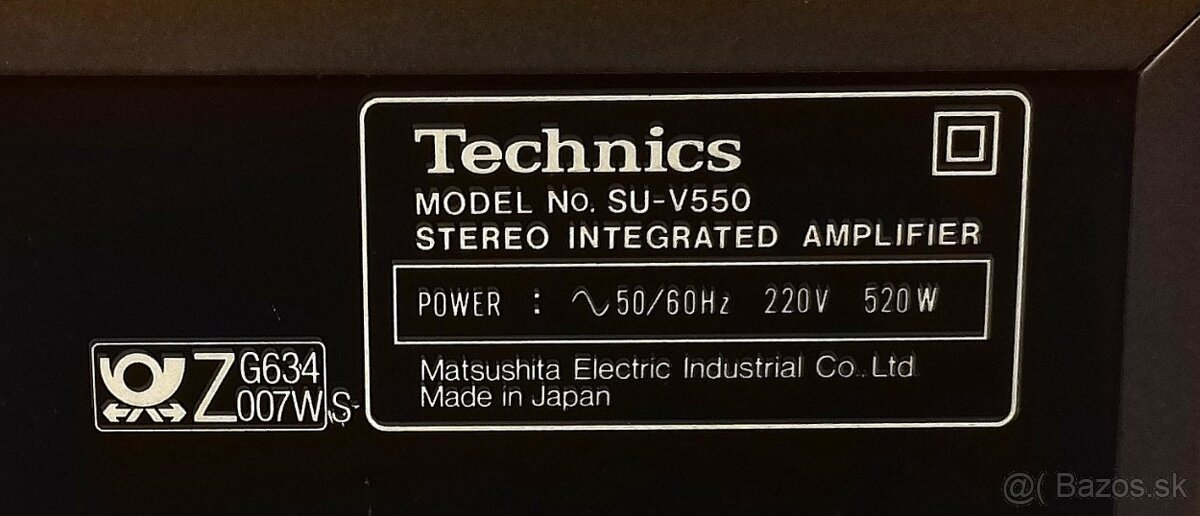 Technics
MODEL No. SU-V550
STEREO INTEGRATED AMPLIFIER
POWER : ∿50/60Hz 220V 520W
Matsushita Electric Industrial Co., Ltd.
Made in Japan
Z G634
007W S
@( Bazos.sk